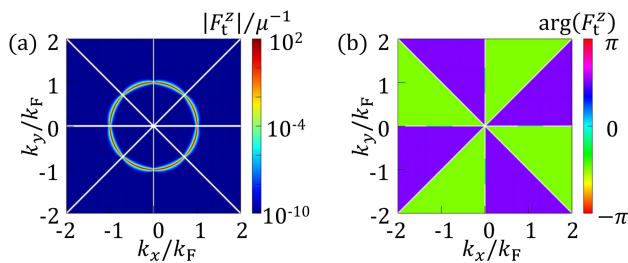 (a)
|F_t^z|/μ^{-1}
10^2
10^{-4}
10^{-10}
2
1
0
-1
-2
k_y/k_F
-2
-1
0
1
2
k_x/k_F
(b)
arg(F_t^z)
π
0
-π
2
1
0
-1
-2
k_y/k_F
-2
-1
0
1
2
k_x/k_F